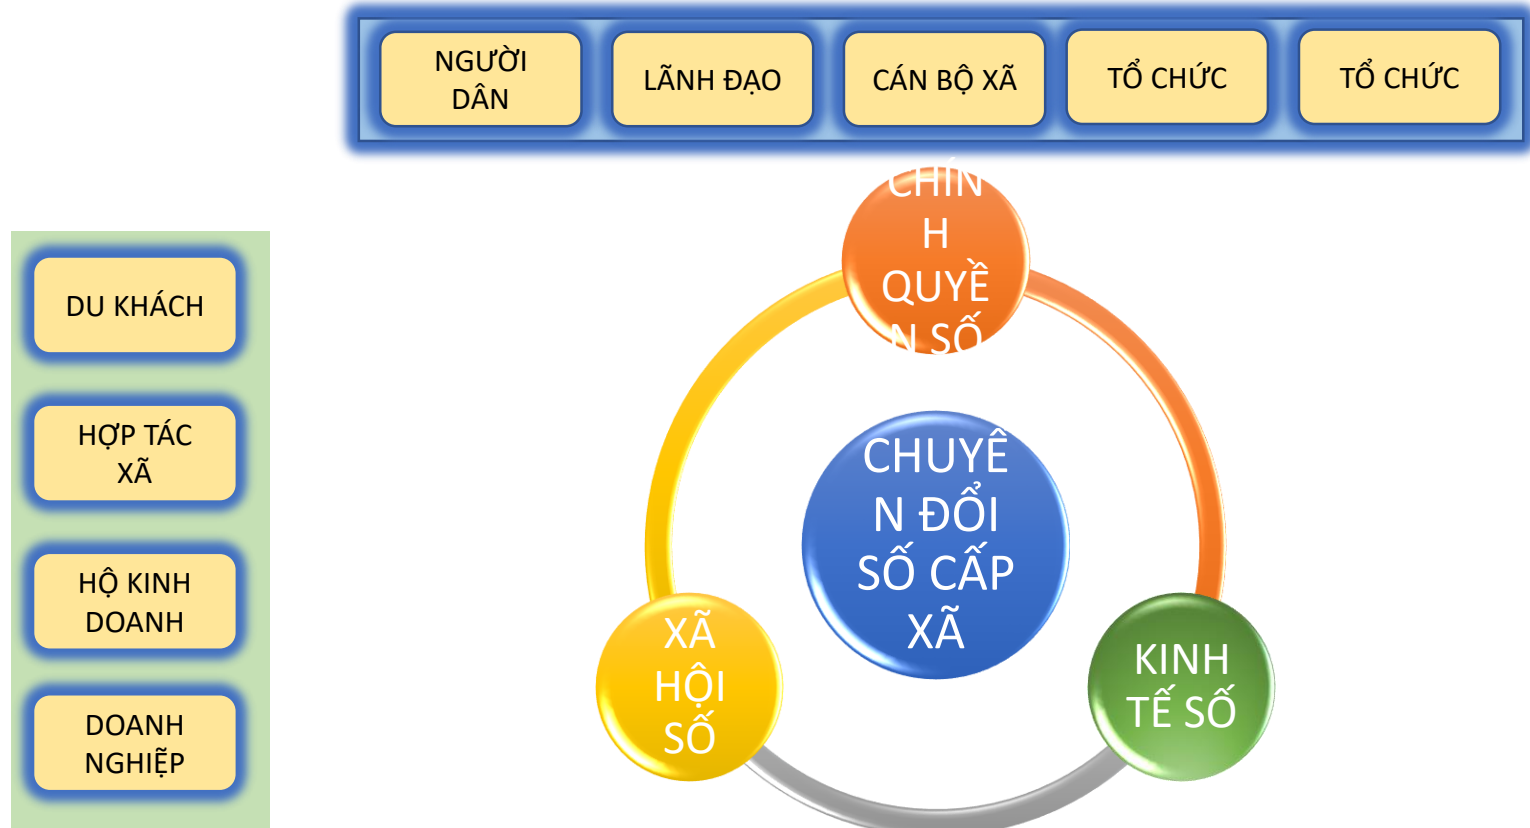 NGƯỜI
DÂN
LÃNH ĐẠO
CÁN BỘ XÃ
TỔ CHỨC
TỔ CHỨC
CHÍN
H
QUYỀ
N SỐ
DU KHÁCH
HỢP TÁC
XÃ
HỘ KINH
DOANH
DOANH
NGHIỆP
CHUYỂ
N ĐỔI
SỐ CẤP
XÃ
XÃ
HỘI
SỐ
KINH
TẾ SỐ